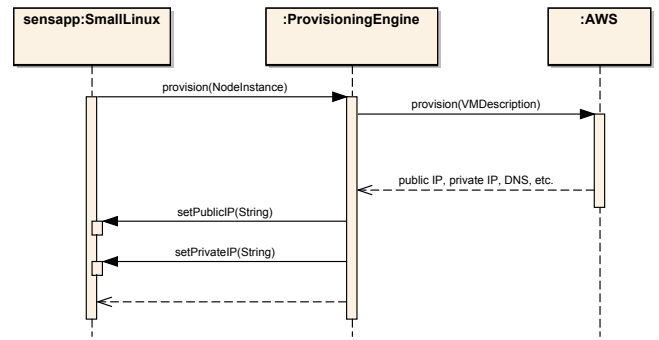 sensapp:SmallLinux
:ProvisioningEngine
:AWS
provision(NodeInstance)
provision(VMDescription)
public IP, private IP, DNS, etc.
setPublicIP(String)
setPrivateIP(String)